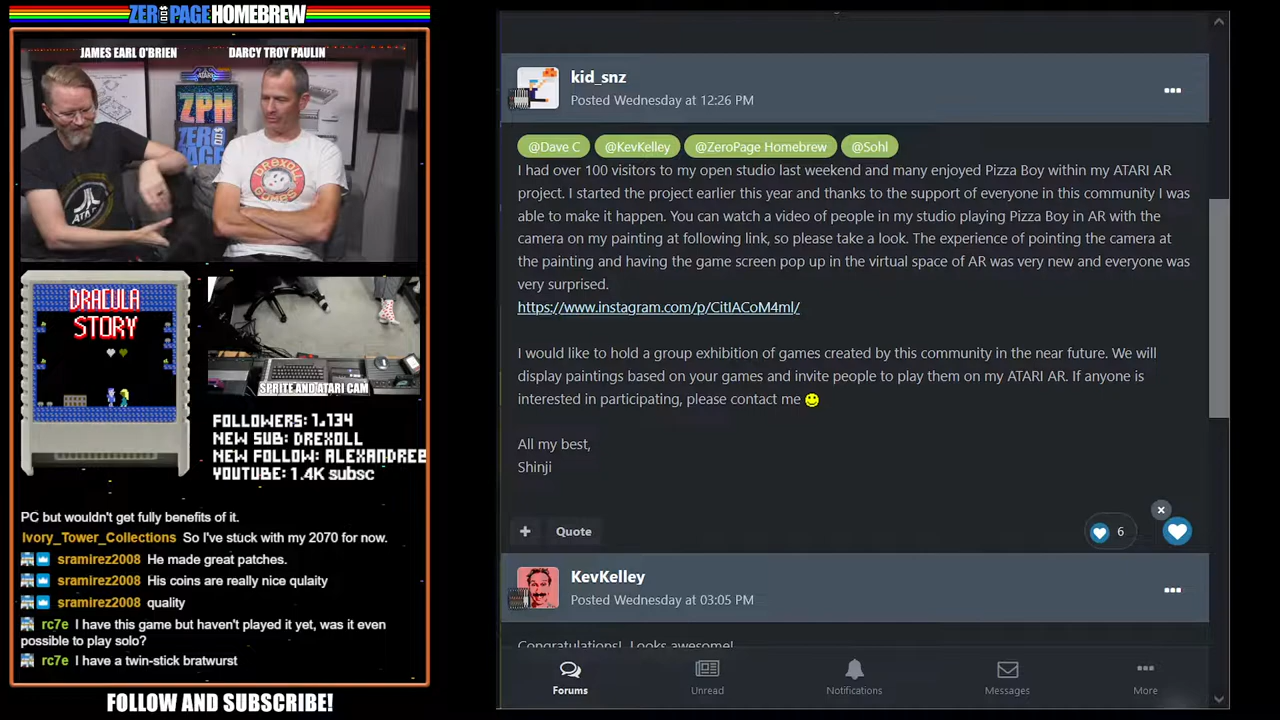 ZERO PAGE HOMEBREW
JAMES EARL O'BRIEN
DARCY TROY PAULIN
ATARI
ZPH
ATARI
DREXOLL
GAMES
DRACULA
STORY
SPRITE AND ATARI CAM
FOLLOWERS: 1,134
NEW SUB: DREXOLL
NEW FOLLOW: ALEXANDREB
YOUTUBE: 1.4K subsc
PC but wouldn't get fully benefits of it.
Ivory_Tower_Collections So I've stuck with my 2070 for now.
sramirez2008 He made great patches.
sramirez2008 His coins are really nice qulaity
sramirez2008 quality
rc7e I have this game but haven't played it yet, was it even
possible to play solo?
rc7e I have a twin-stick bratwurst
FOLLOW AND SUBSCRIBE!
kid_snz
Posted Wednesday at 12:26 PM
@Dave C @KevKelley @ZeroPage Homebrew @Sohl
I had over 100 visitors to my open studio last weekend and many enjoyed Pizza Boy within my ATARI AR
project. I started the project earlier this year and thanks to the support of everyone in this community I was
able to make it happen. You can watch a video of people in my studio playing Pizza Boy in AR with the
camera on my painting at following link, so please take a look. The experience of pointing the camera at
the painting and having the game screen pop up in the virtual space of AR was very new and everyone was
very surprised.
https://www.instagram.com/p/CitIACoM4ml/
I would like to hold a group exhibition of games created by this community in the near future. We will
display paintings based on your games and invite people to play them on my ATARI AR. If anyone is
interested in participating, please contact me
All my best,
Shinji
Quote
6
KevKelley
Posted Wednesday at 03:05 PM
Congratulations! Looks awesome!
Forums
Unread
Notifications
Messages
More